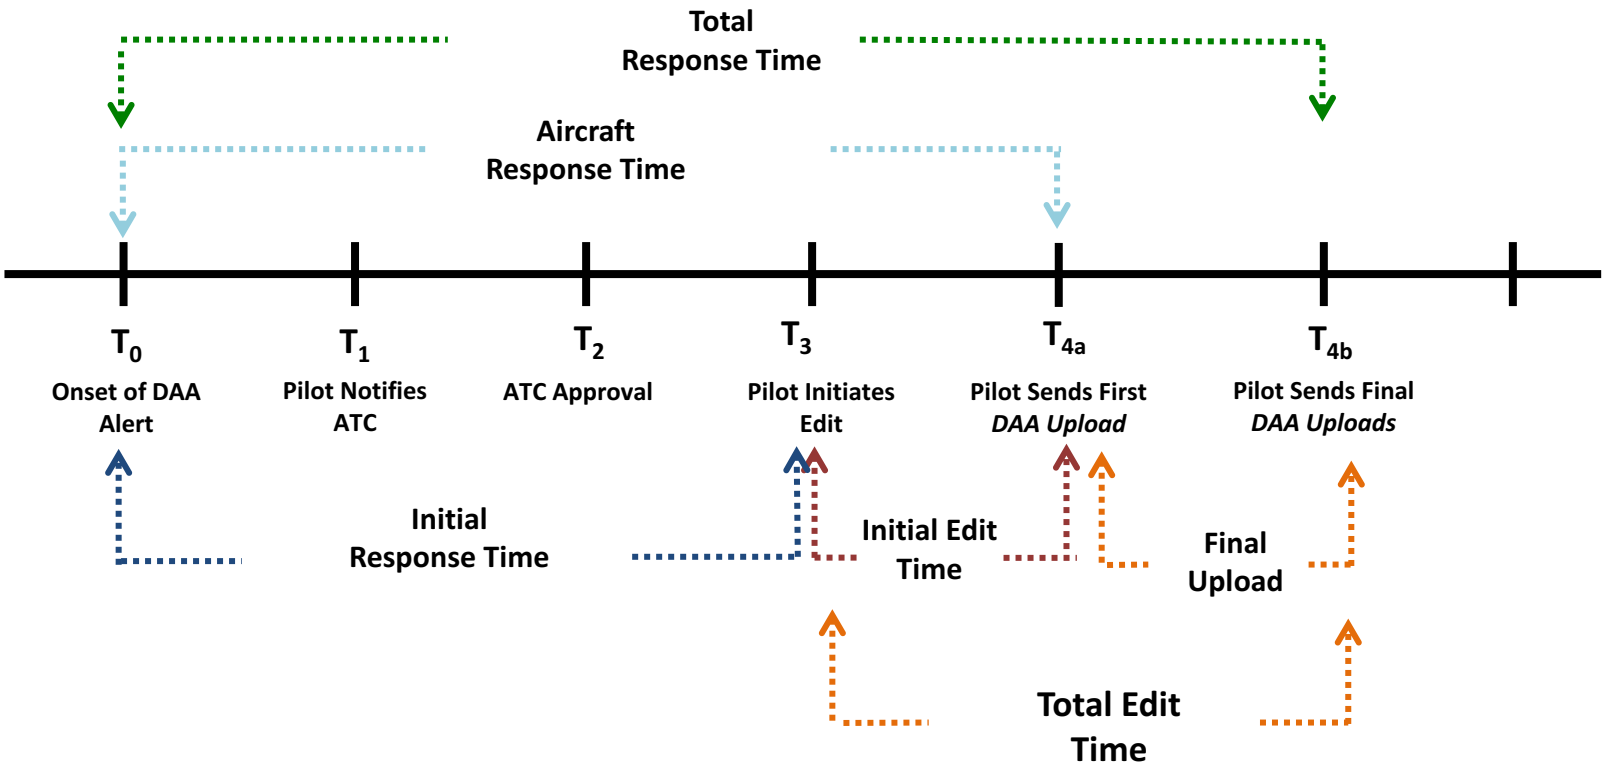 Total
Response Time
Aircraft
Response Time
T0
T1
T2
T3
T4a
T4b
Onset of DAA
Alert
Pilot Notifies
ATC
ATC Approval
Pilot Initiates
Edit
Pilot Sends First
DAA Upload
Pilot Sends Final
DAA Uploads
Initial
Response Time
Initial Edit
Time
Final
Upload
Total Edit
Time